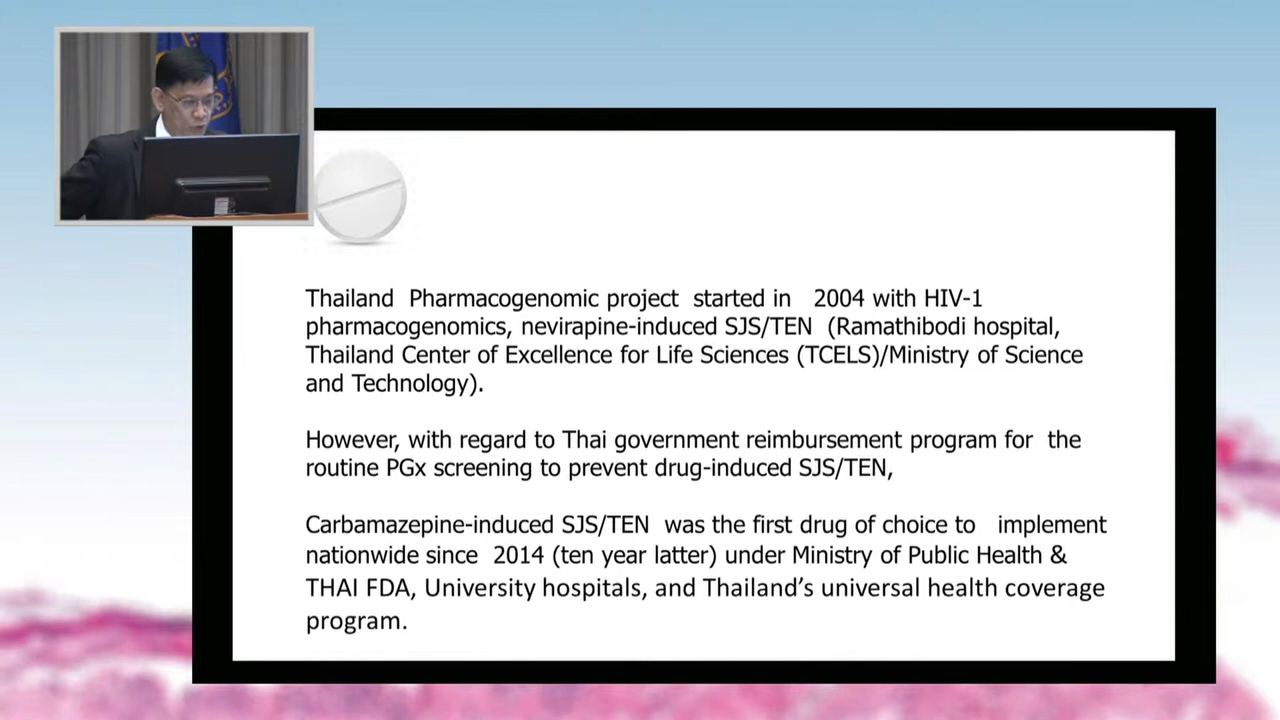 Thailand Pharmacogenomic project started in 2004 with HIV-1
pharmacogenomics, nevirapine-induced SJS/TEN (Ramathibodi hospital,
Thailand Center of Excellence for Life Sciences (TCELS)/Ministry of Science
and Technology).
However, with regard to Thai government reimbursement program for the
routine PGx screening to prevent drug-induced SJS/TEN,
Carbamazepine-induced SJS/TEN was the first drug of choice to implement
nationwide since 2014 (ten year latter) under Ministry of Public Health &
THAI FDA, University hospitals, and Thailand’s universal health coverage
program.